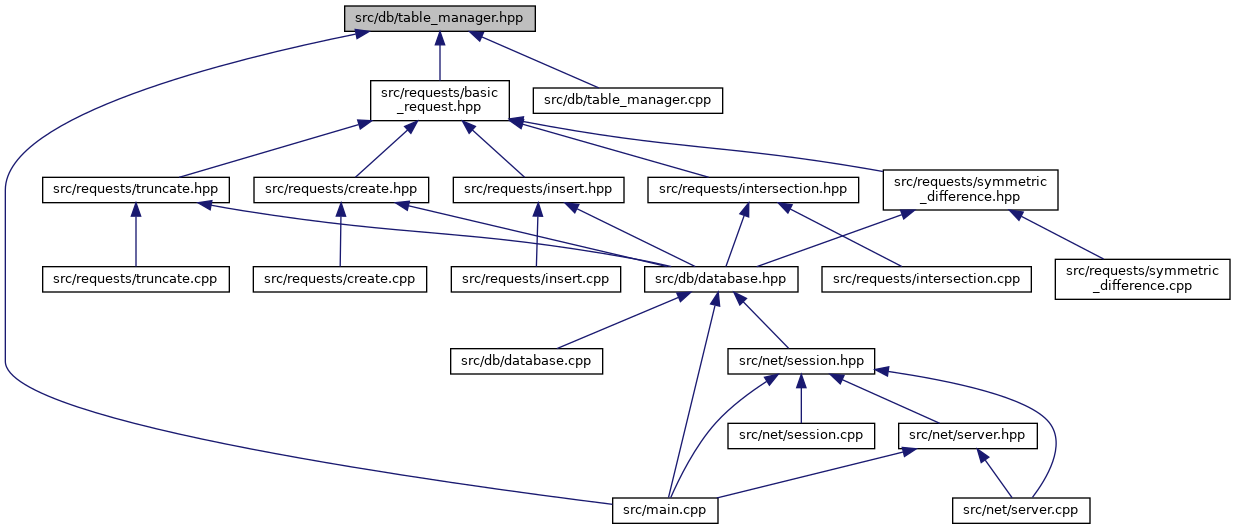 src/db/table_manager.hpp
src/requests/basic
_request.hpp
src/db/table_manager.cpp
src/requests/truncate.hpp
src/requests/create.hpp
src/requests/insert.hpp
src/requests/intersection.hpp
src/requests/symmetric
_difference.hpp
src/requests/truncate.cpp
src/requests/create.cpp
src/requests/insert.cpp
src/db/database.hpp
src/requests/intersection.cpp
src/requests/symmetric
_difference.cpp
src/db/database.cpp
src/net/session.hpp
src/net/session.cpp
src/net/server.hpp
src/main.cpp
src/net/server.cpp